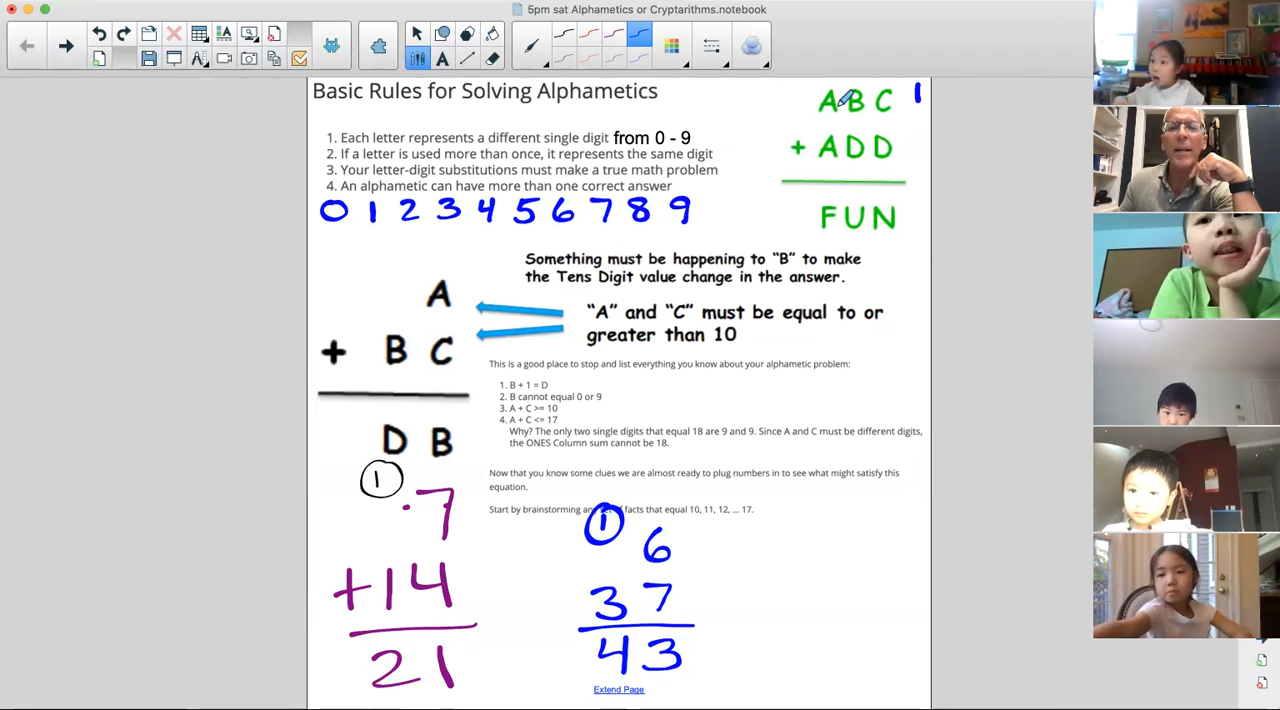 5pm sat Alphametics or Cryptarithms.notebook
Basic Rules for Solving Alphametics
1. Each letter represents a different single digit from 0 - 9
2. If a letter is used more than once, it represents the same digit
3. Your letter-digit substitutions must make a true math problem
4. An alphametic can have more than one correct answer
0 1 2 3 4 5 6 7 8 9
A B C 1
+ A D D
F U N
Something must be happening to “B” to make
the Tens Digit value change in the answer.
“A” and “C” must be equal to or
greater than 10
A
+ B C
D B
This is a good place to stop and list everything you know about your alphametic problem:
1. B + 1 = D
2. B cannot equal 0 or 9
3. A + C >= 10
4. A + C <= 17
Why? The only two single digits that equal 18 are 9 and 9. Since A and C must be different digits,
the ONES Column sum cannot be 18.
Now that you know some clues we are almost ready to plug numbers in to see what might satisfy this
equation.
Start by brainstorming facts that equal 10, 11, 12, ... 17.
1
7
+14
21
1
6
37
43
Extend Page